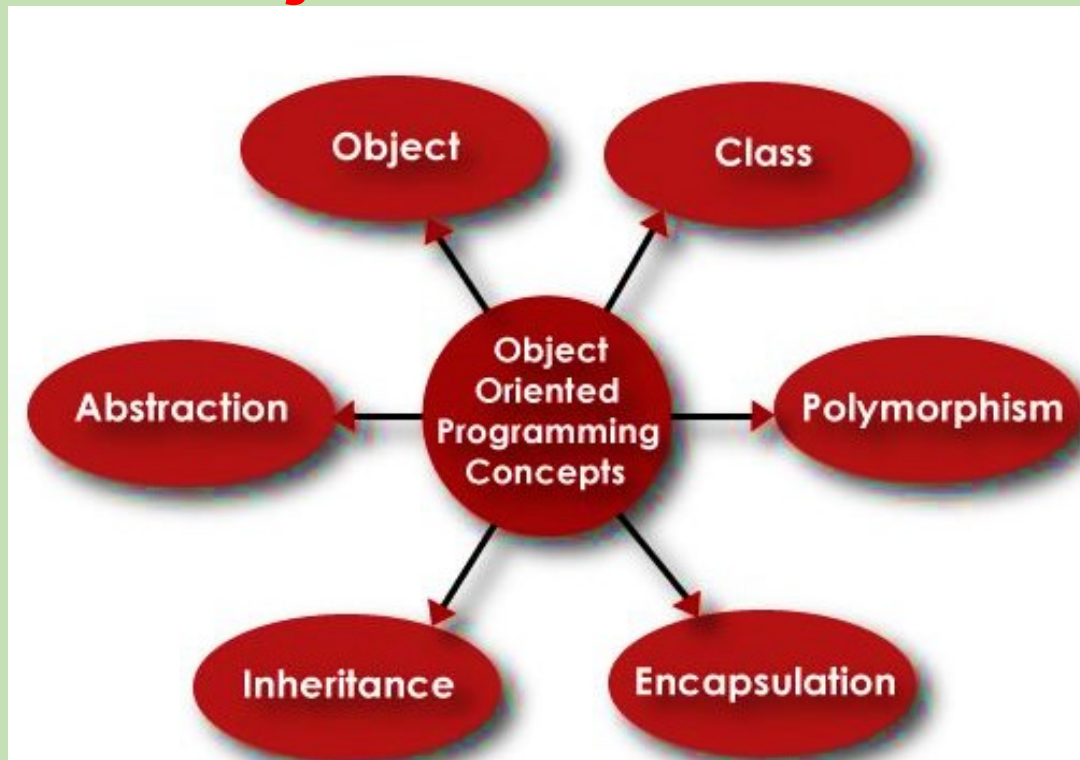 Object
Class
Object
Oriented
Programming
Concepts
Abstraction
Polymorphism
Inheritance
Encapsulation